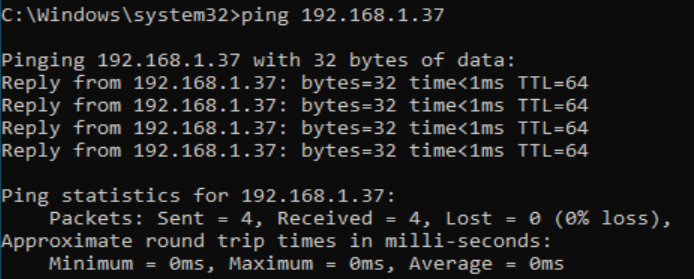 C:\Windows\system32>ping 192.168.1.37
Pinging 192.168.1.37 with 32 bytes of data:
Reply from 192.168.1.37: bytes=32 time<1ms TTL=64
Reply from 192.168.1.37: bytes=32 time<1ms TTL=64
Reply from 192.168.1.37: bytes=32 time<1ms TTL=64
Reply from 192.168.1.37: bytes=32 time<1ms TTL=64
Ping statistics for 192.168.1.37:
    Packets: Sent = 4, Received = 4, Lost = 0 (0% loss),
Approximate round trip times in milli-seconds:
    Minimum = 0ms, Maximum = 0ms, Average = 0ms